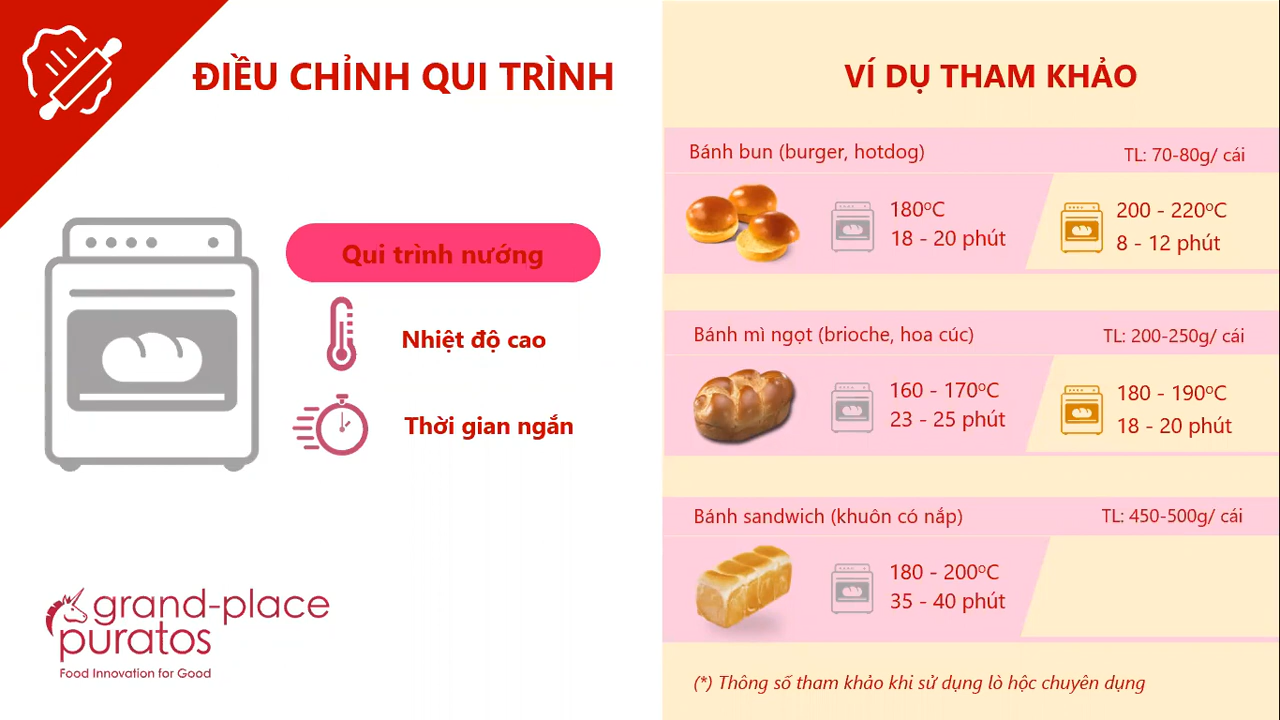 ĐIỀU CHỈNH QUI TRÌNH
Qui trình nướng
Nhiệt độ cao
Thời gian ngắn
grand-place
puratos
Food Innovation for Good
VÍ DỤ THAM KHẢO
Bánh bun (burger, hotdog) TL: 70-80g/ cái
180ºC 200 - 220ºC
18 - 20 phút 8 - 12 phút
Bánh mì ngọt (brioche, hoa cúc) TL: 200-250g/ cái
160 - 170ºC 180 - 190ºC
23 - 25 phút 18 - 20 phút
Bánh sandwich (khuôn có nắp) TL: 450-500g/ cái
180 - 200ºC
35 - 40 phút
(*) Thông số tham khảo khi sử dụng lò hộc chuyên dụng